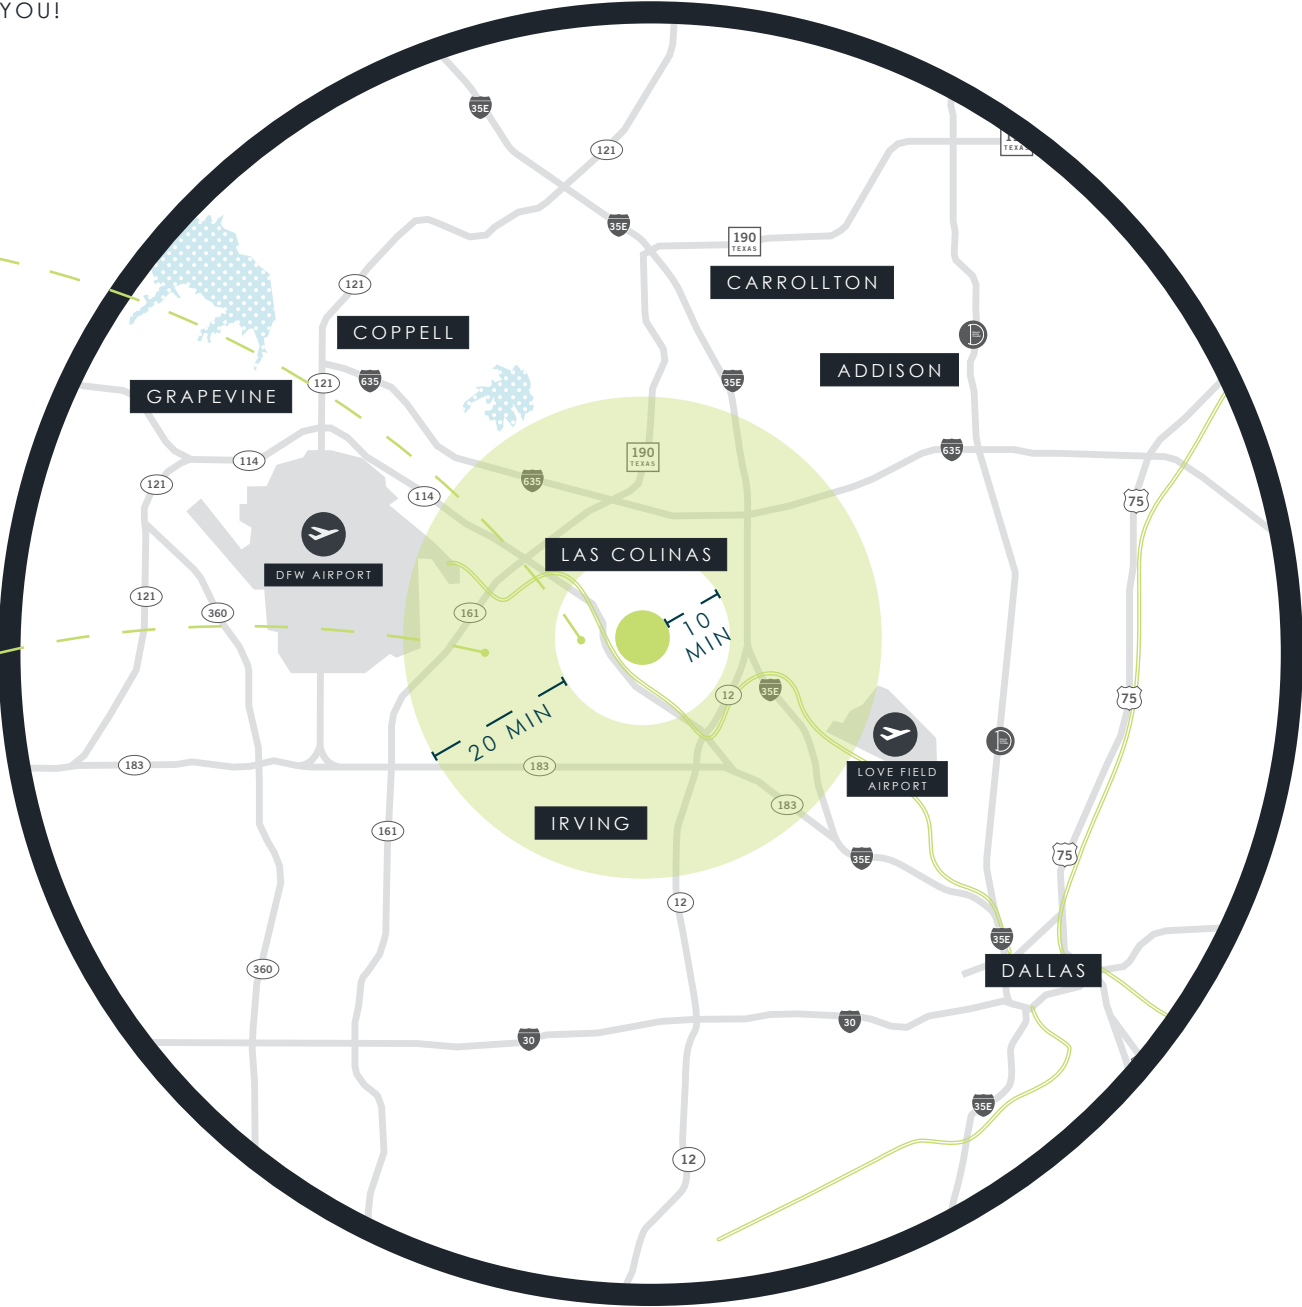 YOU!
35E
121
35E
190
TEXAS
TEXAS
CARROLLTON
121
COPPELL
ADDISON
GRAPEVINE
121
635
35E
114
190
TEXAS
635
635
121
114
75
LAS COLINAS
DFW AIRPORT
121
360
161
10
MIN
12
35E
75
20 MIN
183
183
LOVE FIELD
AIRPORT
183
161
IRVING
35E
75
12
35E
360
DALLAS
30
30
35E
12